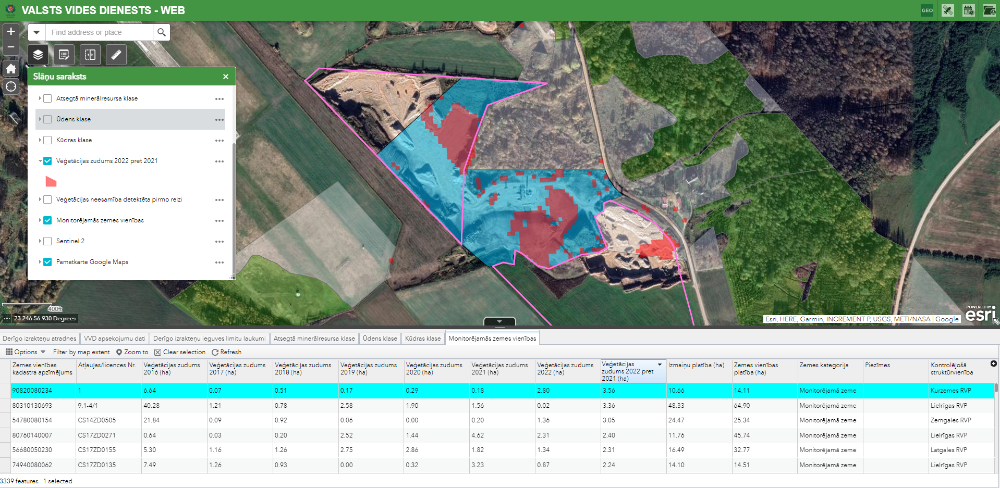 VALSTS VIDES DIENESTS - WEB
GEO
Find address or place
Slāņu saraksts
Atsegtā minerālresursa klase
Ūdens klase
Kūdras klase
Veģetācijas zudums 2022 pret 2021
Veģetācijas neesamība detektēta pirmo reizi
Monitorējamās zemes vienības
Sentinel 2
Pamatkarte Google Maps
400ft
23.246 56.930 Degrees
Esri, HERE, Garmin, INCREMENT P, USGS, METI/NASA | Google
POWERED BY
esri
Derīgo izrakteņu atradnes VVD apsekojumu dati Derīgo izrakteņu ieguves limitu laukumi Atsegtā minerālresursa klase Ūdens klase Kūdras klase Monitorējamās zemes vienības
Options Filter by map extent Zoom to Clear selection Refresh
Zemes vienības kadastra apzīmējums Atļaujas/licences Nr. Veģetācijas zudums 2016 (ha) Veģetācijas zudums 2017 (ha) Veģetācijas zudums 2018 (ha) Veģetācijas zudums 2019 (ha) Veģetācijas zudums 2020 (ha) Veģetācijas zudums 2021 (ha) Veģetācijas zudums 2022 (ha) Veģetācijas zudums 2022 pret 2021 (ha) Izmaiņu platība (ha) Zemes vienības platība (ha) Zemes kategorija Piezīmes Kontrolējošā struktūrvienība
90820080234 1 6.64 0.07 0.51 0.17 0.29 0.18 2.80 3.56 10.66 14.11 Monitorējamā zeme Kurzemes RVP
80310130693 9.1-4/1 40.28 1.21 0.78 2.58 1.90 1.56 0.02 3.36 48.33 64.90 Monitorējamā zeme Lielrīgas RVP
54780080154 CS14ZD0505 21.84 0.09 0.92 0.06 0.00 0.20 1.36 3.05 24.47 25.34 Monitorējamā zeme Zemgales RVP
80760140007 CS17ZD0271 0.64 0.03 0.20 2.52 1.44 4.62 2.31 2.40 11.76 45.74 Monitorējamā zeme Lielrīgas RVP
56680050230 CS17ZD0155 5.30 1.16 1.26 2.75 2.86 1.82 1.34 2.31 16.49 32.77 Monitorējamā zeme Latgales RVP
74940080062 CS17ZD0135 7.49 1.26 0.93 0.00 0.32 3.23 0.87 2.24 14.10 14.51 Monitorējamā zeme Lielrīgas RVP
3339 features 1 selected